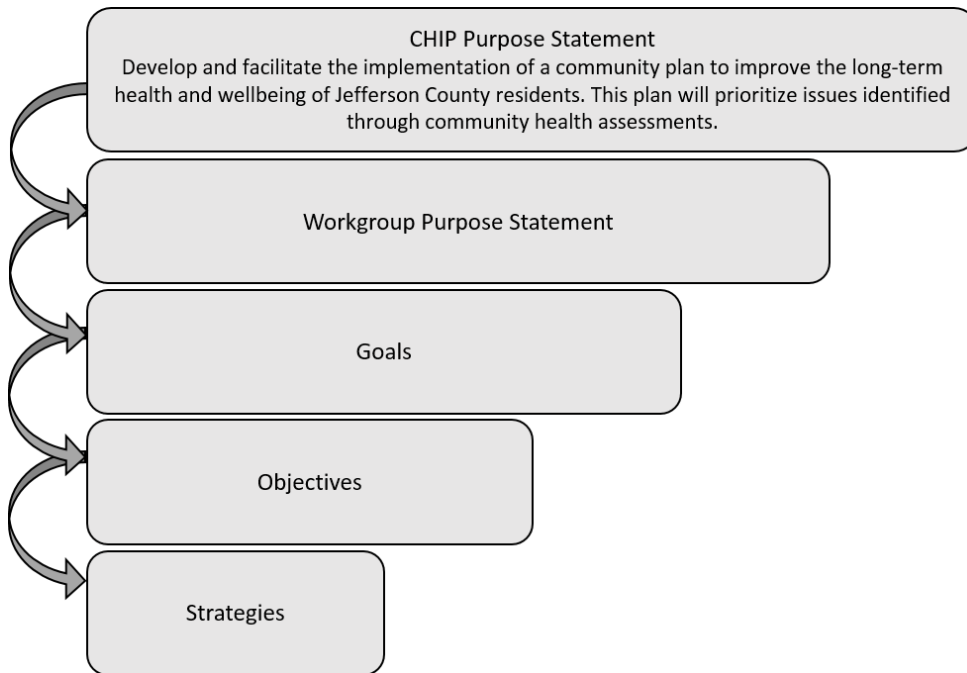 CHIP Purpose Statement
Develop and facilitate the implementation of a community plan to improve the long-term
health and wellbeing of Jefferson County residents. This plan will prioritize issues identified
through community health assessments.
Workgroup Purpose Statement
Goals
Objectives
Strategies